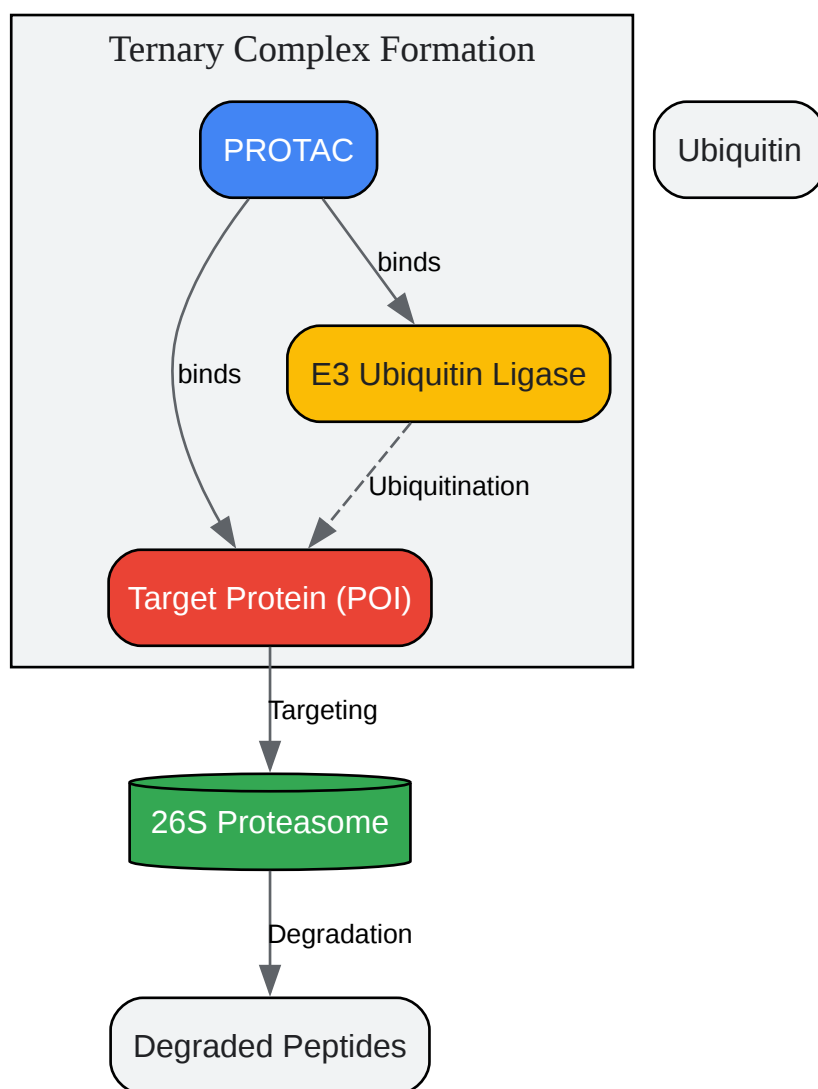 Ternary Complex Formation
PROTAC
Ubiquitin
binds
E3 Ubiquitin Ligase
binds
Ubiquitination
Target Protein (POI)
Targeting
26S Proteasome
Degradation
Degraded Peptides